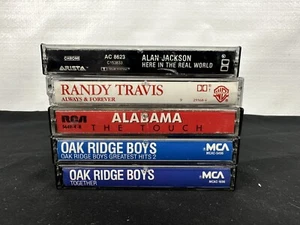 CHROME
ARISTA
AC 8623
ALAN JACKSON
HERE IN THE REAL WORLD
RANDY TRAVIS
ALWAYS & FOREVER
RCA
ALABAMA
THE TOUCH
OAK RIDGE BOYS
OAK RIDGE BOYS GREATEST HITS 2
MCA
OAK RIDGE BOYS
TOGETHER
MCA